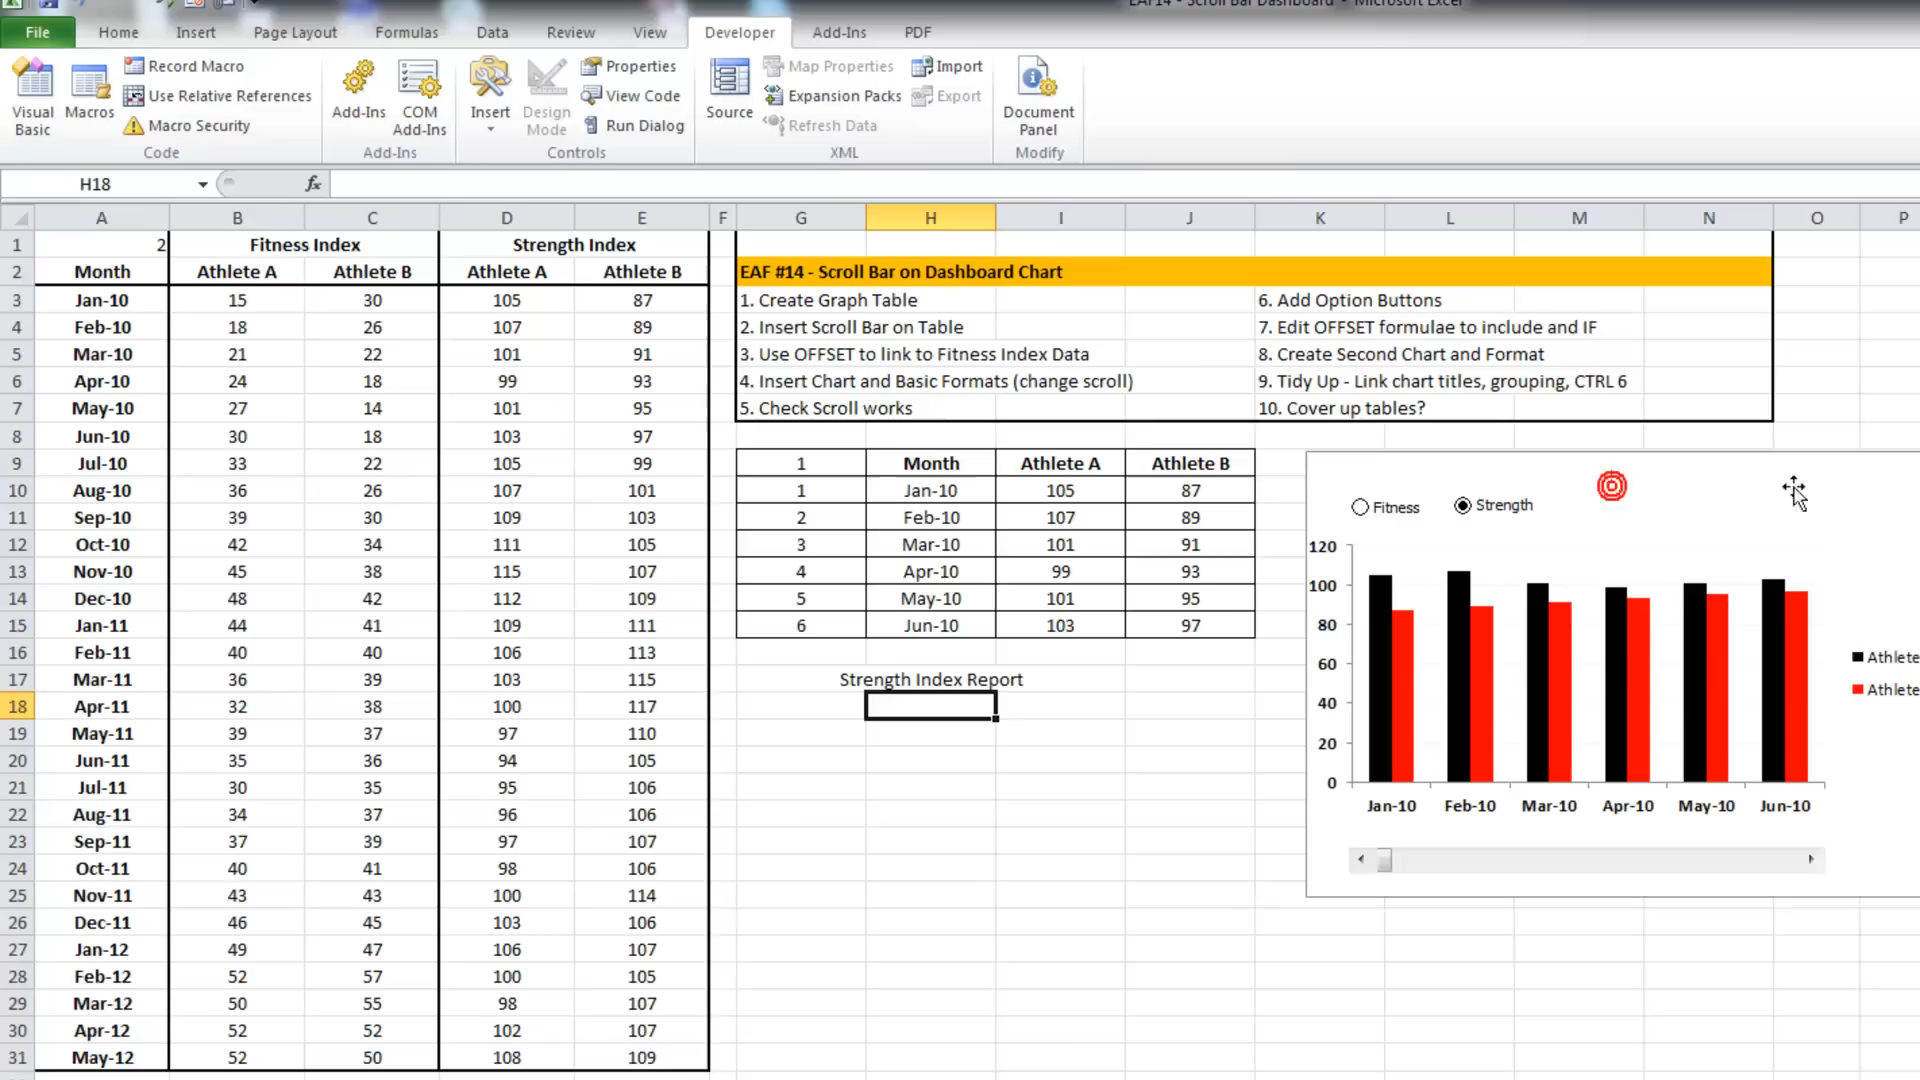 EAF14 - Scroll Bar Dashboard - Microsoft Excel
File Home Insert Page Layout Formulas Data Review View Developer Add-Ins PDF
Visual Basic
Macros
Record Macro
Use Relative References
Macro Security
Code
Add-Ins
COM Add-Ins
Add-Ins
Insert
Design Mode
Properties
View Code
Run Dialog
Controls
Source
Map Properties
Expansion Packs
Refresh Data
Import
Export
XML
Document Panel
Modify
H18 fx
A B C D E F G H I J K L M N O P
1 2 Fitness Index Strength Index
2 Month Athlete A Athlete B Athlete A Athlete B EAF #14 - Scroll Bar on Dashboard Chart
3 Jan-10 15 30 105 87 1. Create Graph Table 6. Add Option Buttons
4 Feb-10 18 26 107 89 2. Insert Scroll Bar on Table 7. Edit OFFSET formulae to include and IF
5 Mar-10 21 22 101 91 3. Use OFFSET to link to Fitness Index Data 8. Create Second Chart and Format
6 Apr-10 24 18 99 93 4. Insert Chart and Basic Formats (change scroll) 9. Tidy Up - Link chart titles, grouping, CTRL 6
7 May-10 27 14 101 95 5. Check Scroll works 10. Cover up tables?
8 Jun-10 30 18 103 97
9 Jul-10 33 22 105 99 1 Month Athlete A Athlete B
10 Aug-10 36 26 107 101 1 Jan-10 105 87
11 Sep-10 39 30 109 103 2 Feb-10 107 89
12 Oct-10 42 34 111 105 3 Mar-10 101 91
13 Nov-10 45 38 115 107 4 Apr-10 99 93
14 Dec-10 48 42 112 109 5 May-10 101 95
15 Jan-11 44 41 109 111 6 Jun-10 103 97
16 Feb-11 40 40 106 113
17 Mar-11 36 39 103 115 Strength Index Report
18 Apr-11 32 38 100 117
19 May-11 39 37 97 110
20 Jun-11 35 36 94 105
21 Jul-11 30 35 95 106
22 Aug-11 34 37 96 106
23 Sep-11 37 39 97 107
24 Oct-11 40 41 98 106
25 Nov-11 43 43 100 114
26 Dec-11 46 45 103 106
27 Jan-12 49 47 106 107
28 Feb-12 52 57 100 105
29 Mar-12 50 55 98 107
30 Apr-12 52 52 102 107
31 May-12 52 50 108 109
Fitness Strength
120
100
80
60
40
20
0
Jan-10 Feb-10 Mar-10 Apr-10 May-10 Jun-10
Athlete
Athlete